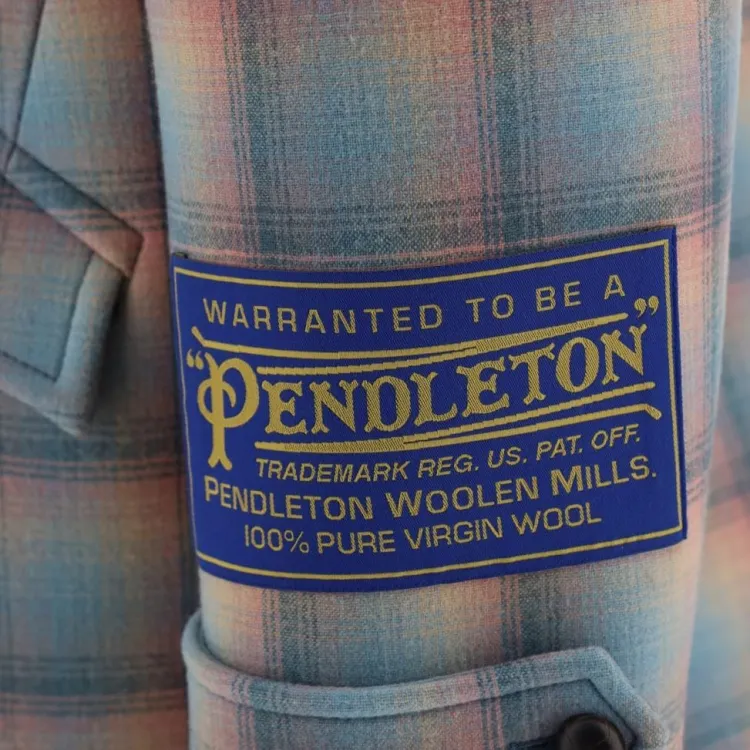 WARRANTED TO BE A
“PENDLETON”
TRADEMARK REG. US. PAT. OFF.
PENDLETON WOOLEN MILLS.
100% PURE VIRGIN WOOL